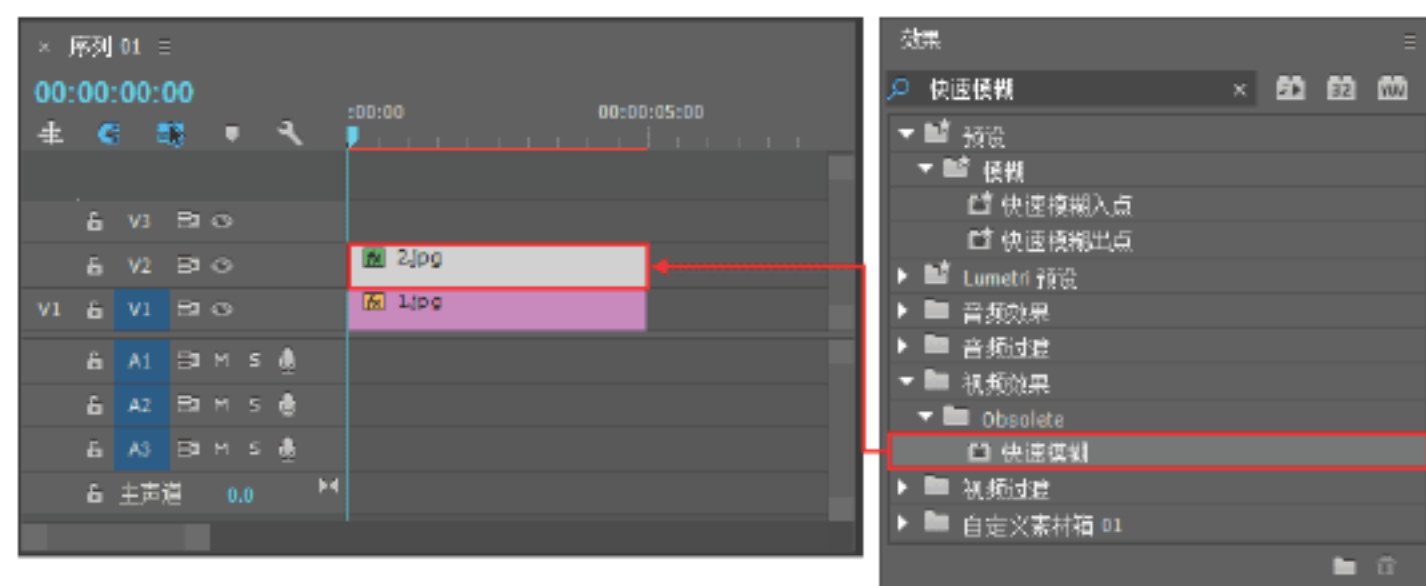 × 序列 01
00:00:00:00
:00:00 00:00:05:00
V3
V2
fx 2.jpg
V1 V1
fx 1.jpg
A1 M S
A2 M S
A3 M S
主声道 0.0
效果
快速模糊 × 32 YUV
预设
模糊
快速模糊入点
快速模糊出点
Lumetri 预设
音频效果
音频过渡
视频效果
Obsolete
快速模糊
视频过渡
自定义素材箱 01